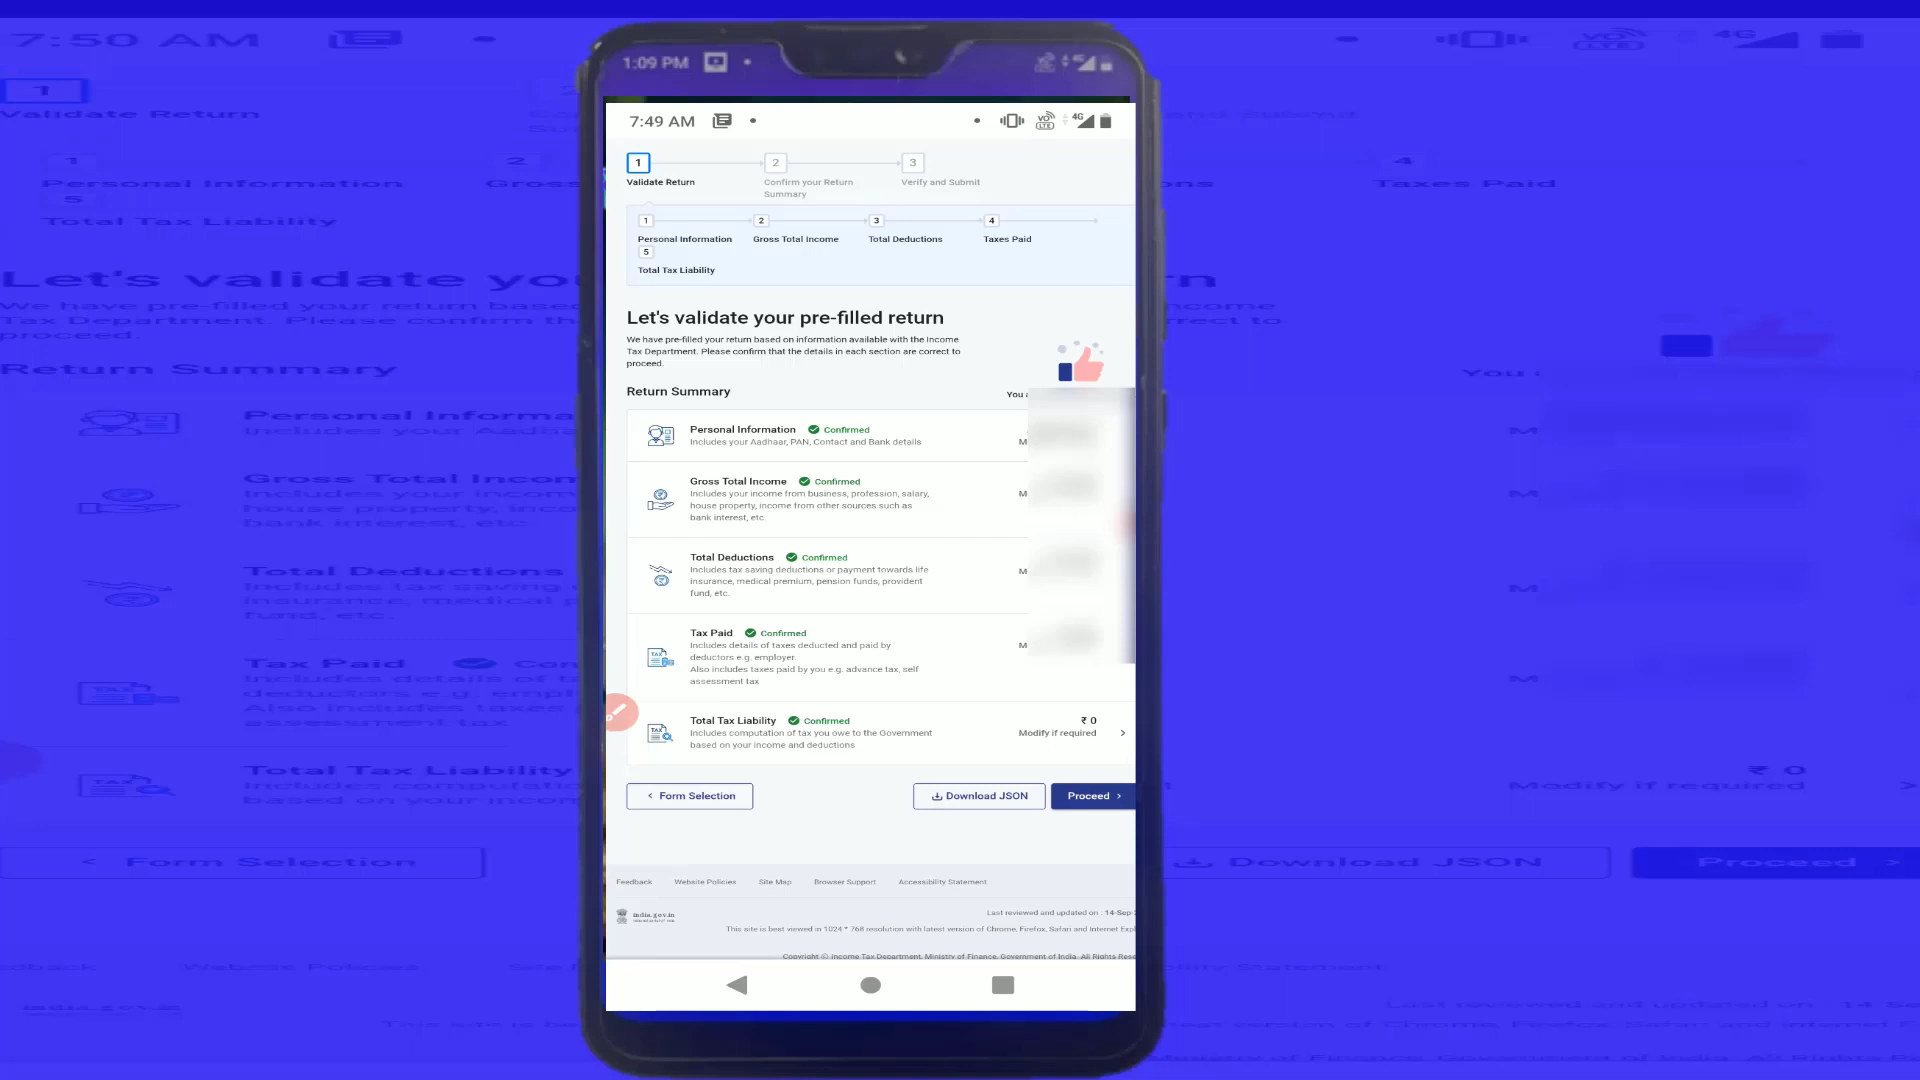 1:09 PM
7:49 AM
4G
1
2
3
Validate Return
Confirm your Return
Summary
Verify and Submit
1
2
3
4
Personal Information
Gross Total Income
Total Deductions
Taxes Paid
5
Total Tax Liability
Let's validate your pre-filled return
We have pre-filled your return based on information available with the Income
Tax Department. Please confirm that the details in each section are correct to
proceed.
Return Summary
You
Personal Information Confirmed
Includes your Aadhaar, PAN, Contact and Bank details
M
Gross Total Income Confirmed
Includes your income from business, profession, salary,
M
house property, income from other sources such as
bank interest, etc.
Total Deductions Confirmed
Includes tax saving deductions or payment towards life
M
insurance, medical premium, pension funds, provident
fund, etc.
Tax Paid Confirmed
Includes details of taxes deducted and paid by
M
deductors e.g. employer.
Also includes taxes paid by you e.g. advance tax, self
assessment tax
Total Tax Liability Confirmed
₹ 0
Includes computation of tax you owe to the Government
Modify if required >
based on your income and deductions
< Form Selection
Download JSON
Proceed >
Feedback
Website Policies
Site Map
Browser Support
Accessibility Statement
india.gov.in
Last reviewed and updated on : 14-Sep-
This site is best viewed in 1024 * 768 resolution with latest version of Chrome, Firefox, Safari and Internet Expl
Copyright © Income Tax Department, Ministry of Finance, Government of India. All Rights Rese